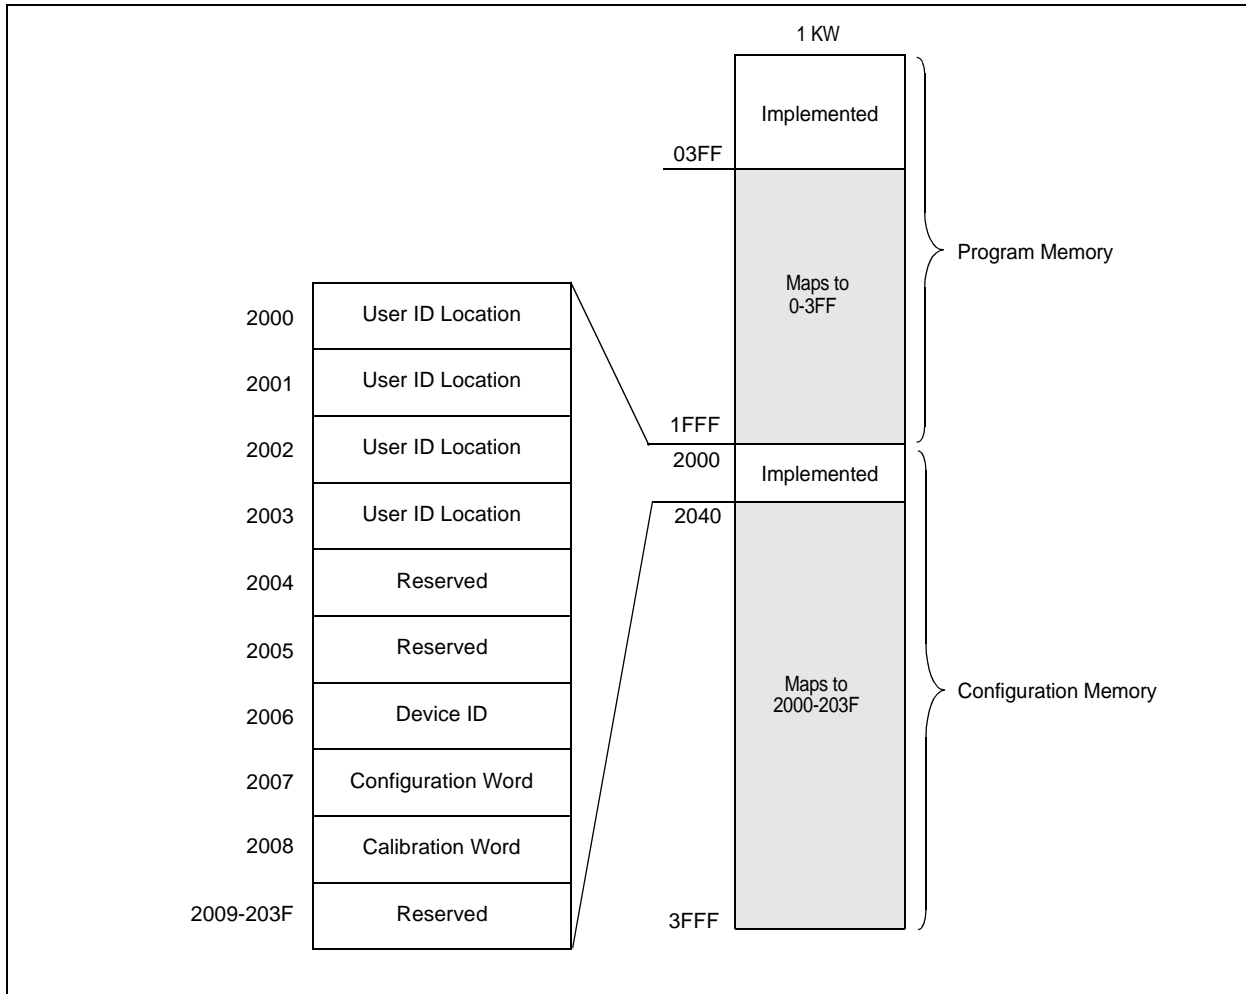 1 KW
Implemented
03FF
Maps to
0-3FF
Program Memory
1FFF
2000
Implemented
2040
Maps to
2000-203F
Configuration Memory
3FFF
2000
User ID Location
2001
User ID Location
2002
User ID Location
2003
User ID Location
2004
Reserved
2005
Reserved
2006
Device ID
2007
Configuration Word
2008
Calibration Word
2009-203F
Reserved